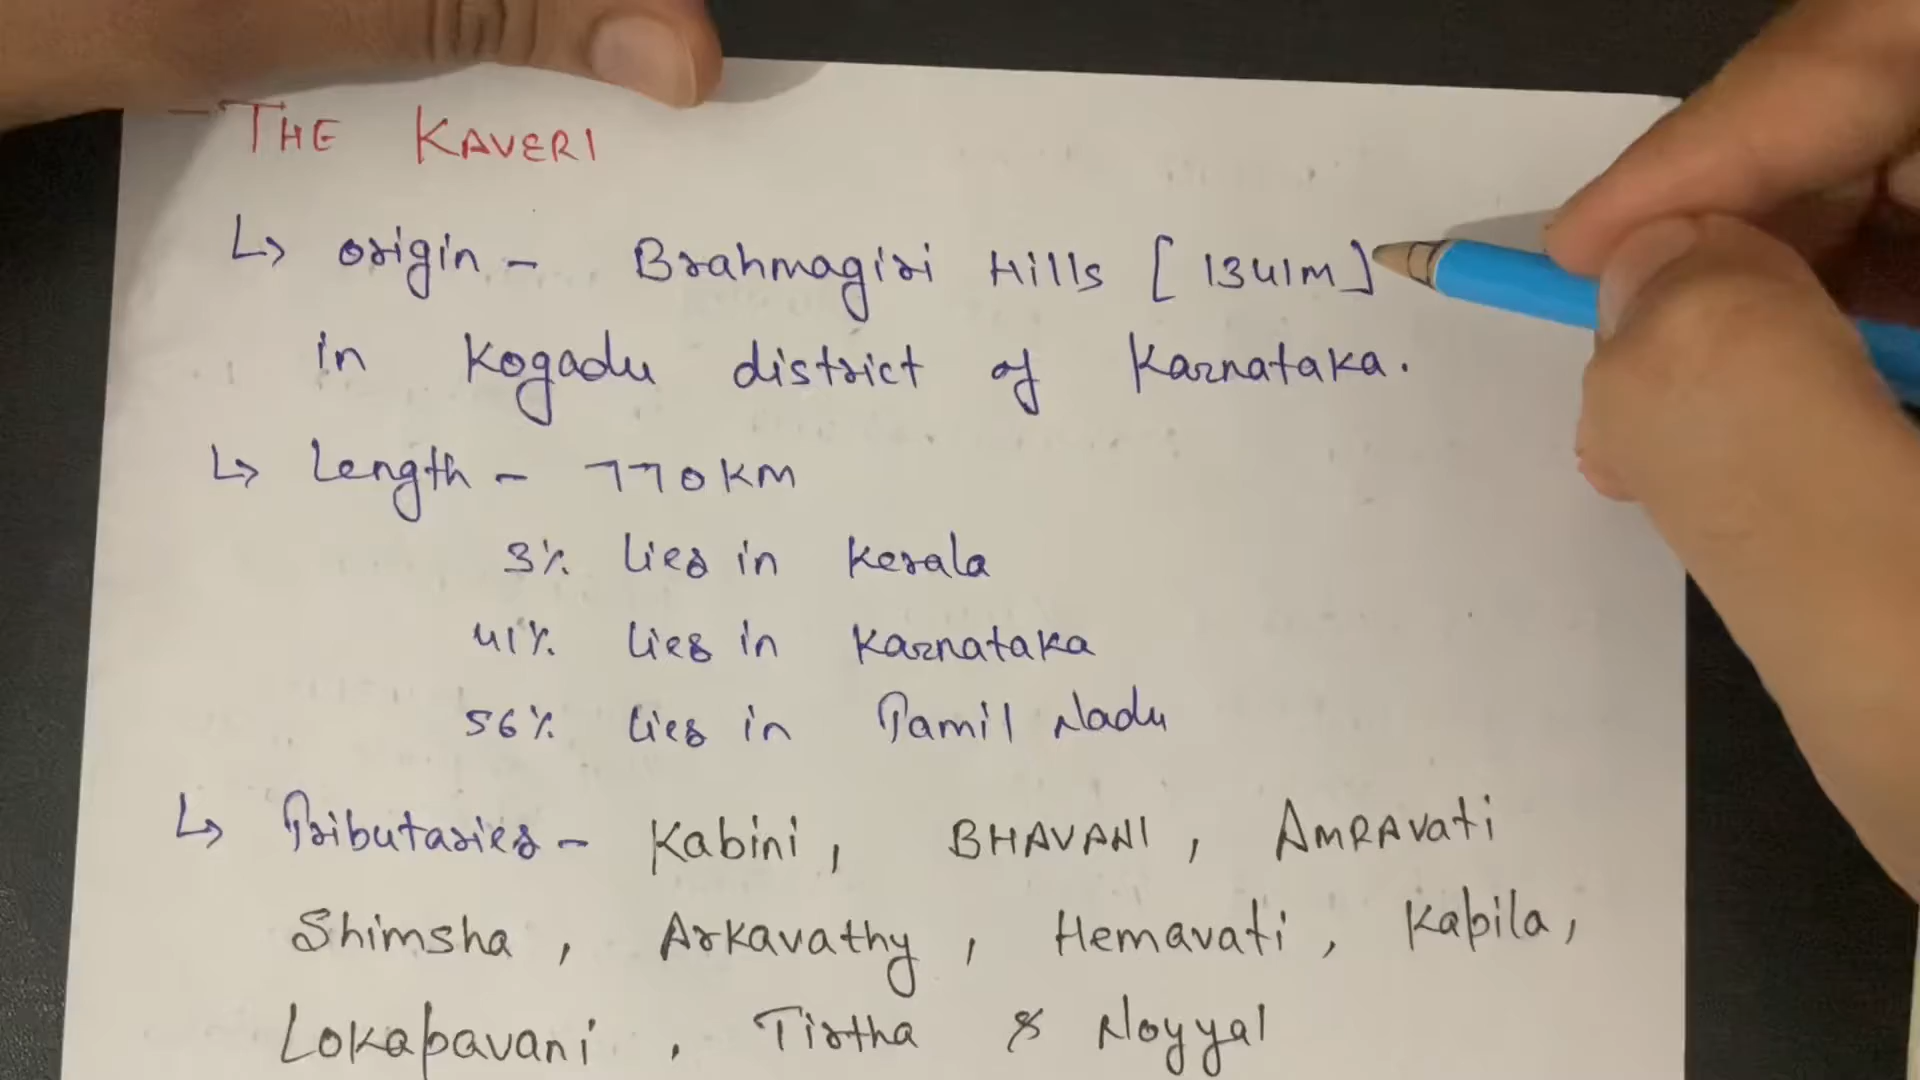 - THE KAVERI
↳ origin - Brahmagiri Hills [1341m]
in Kogadu district of Karnataka.
↳ Length - 770KM
3% lies in Kerala
41% lies in Karnataka
56% lies in Tamil Nadu
↳ Tributaries - Kabini, BHAVANI, AMRAvati
Shimsha, Arkavathy, Hemavati, Kapila,
Lokapavani, Tirtha & Noyyal